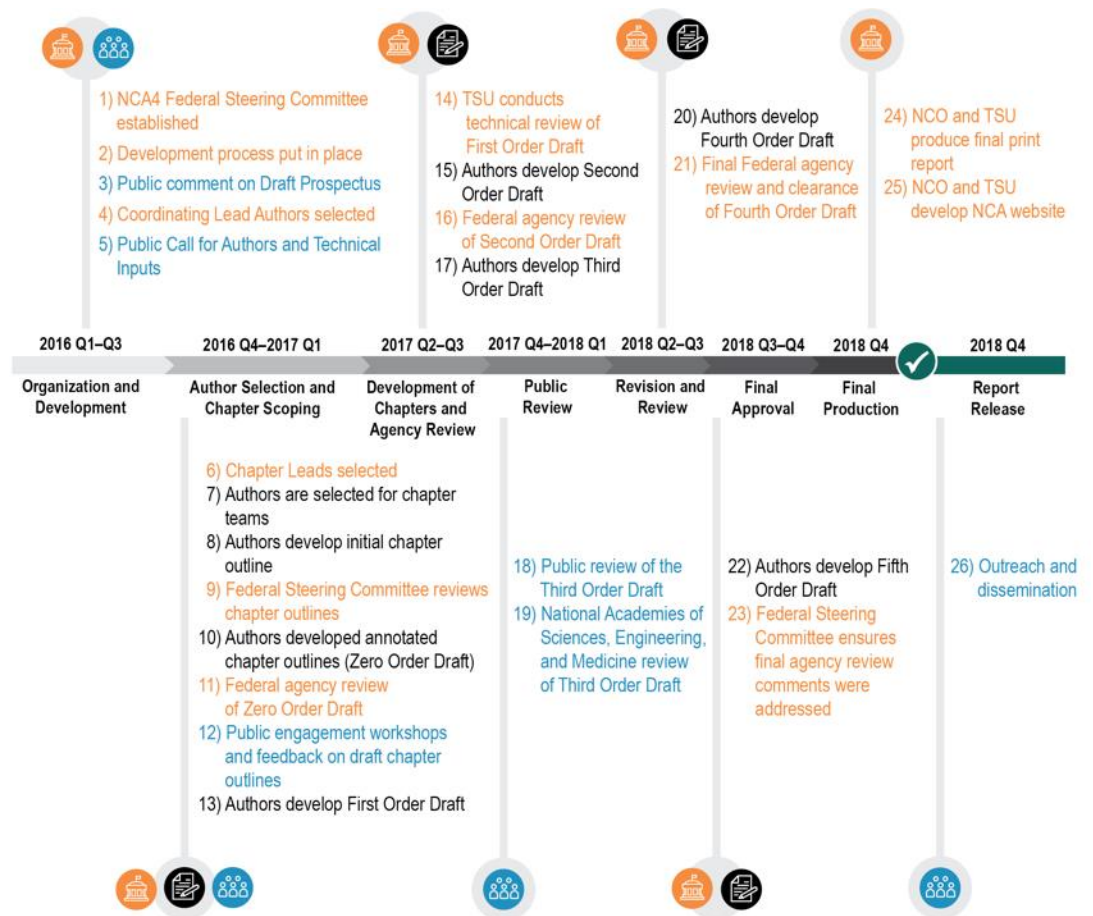 1) NCA4 Federal Steering Committee
established
2) Development process put in place
3) Public comment on Draft Prospectus
4) Coordinating Lead Authors selected
5) Public Call for Authors and Technical
Inputs
14) TSU conducts
technical review of
First Order Draft
15) Authors develop Second
Order Draft
16) Federal agency review
of Second Order Draft
17) Authors develop Third
Order Draft
20) Authors develop
Fourth Order Draft
21) Final Federal agency
review and clearance
of Fourth Order Draft
24) NCO and TSU
produce final print
report
25) NCO and TSU
develop NCA website
2016 Q1–Q3
2016 Q4–2017 Q1
2017 Q2–Q3
2017 Q4–2018 Q1
2018 Q2–Q3
2018 Q3–Q4
2018 Q4
2018 Q4
Organization and
Development
Author Selection and
Chapter Scoping
Development of
Chapters and
Agency Review
Public
Review
Revision and
Review
Final
Approval
Final
Production
Report
Release
6) Chapter Leads selected
7) Authors are selected for chapter
teams
8) Authors develop initial chapter
outline
9) Federal Steering Committee reviews
chapter outlines
10) Authors developed annotated
chapter outlines (Zero Order Draft)
11) Federal agency review
of Zero Order Draft
12) Public engagement workshops
and feedback on draft chapter
outlines
13) Authors develop First Order Draft
18) Public review of the
Third Order Draft
19) National Academies of
Sciences, Engineering,
and Medicine review
of Third Order Draft
22) Authors develop Fifth
Order Draft
23) Federal Steering
Committee ensures
final agency review
comments were
addressed
26) Outreach and
dissemination